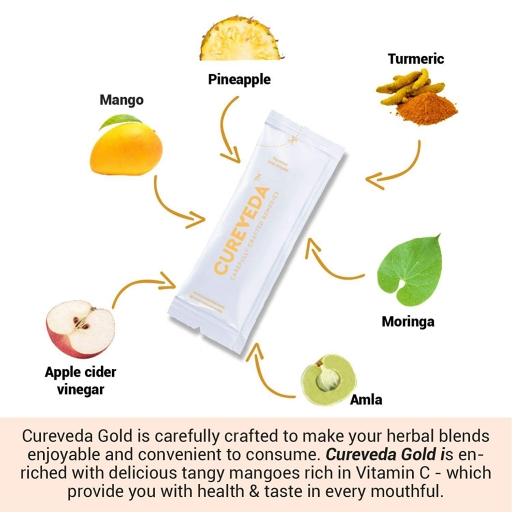 Pineapple
Turmeric
Mango
CUREVEDA™
CAREFULLY CRAFTED REMEDIES
Moringa
Apple cider
vinegar
Amla
Cureveda Gold is carefully crafted to make your herbal blends
enjoyable and convenient to consume. Cureveda Gold is en-
riched with delicious tangy mangoes rich in Vitamin C - which
provide you with health & taste in every mouthful.